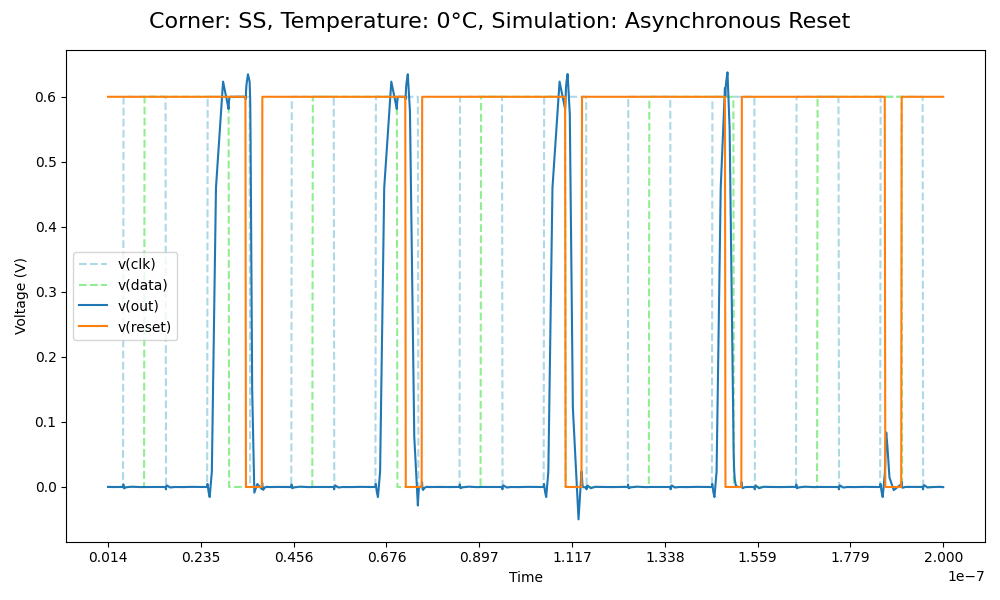 Corner: SS, Temperature: 0°C, Simulation: Asynchronous Reset
Voltage (V)
0.6
0.5
0.4
0.3
0.2
0.1
0.0
v(clk)
v(data)
v(out)
v(reset)
0.014 0.235 0.456 0.676 0.897 1.117 1.338 1.559 1.779 2.000
Time
1e−7